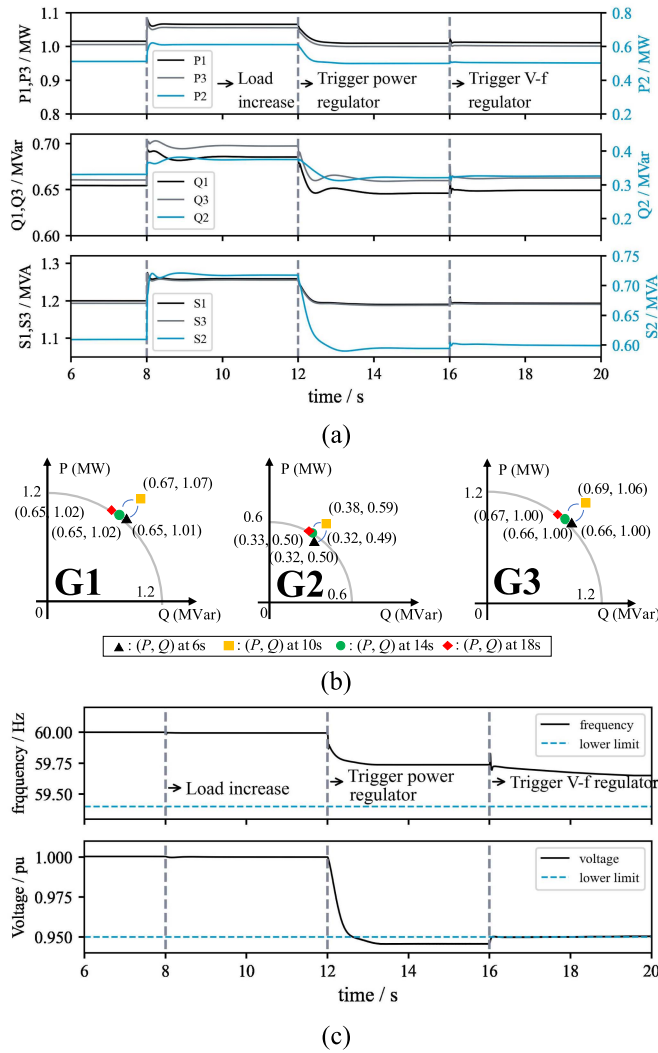 P1,P3 / MW
1.1
1.0
0.9
0.8
P1
P3
P2
Load
increase
Trigger power
regulator
Trigger V-f
regulator
0.8
0.6
0.4
0.2
P2 / MW
Q1,Q3 / MVar
0.70
0.65
0.60
Q1
Q3
Q2
0.4
0.3
0.2
Q2 / MVar
S1,S3 / MVA
1.3
1.2
1.1
S1
S3
S2
0.75
0.70
0.65
0.60
S2 / MVA
6 8 10 12 14 16 18 20
time / s
(a)
P (MW)
1.2
(0.67, 1.07)
(0.65, 1.02)
(0.65, 1.02)
(0.65, 1.01)
G1
1.2
0
Q (MVar)
P (MW)
0.6
(0.38, 0.59)
(0.33, 0.50)
(0.32, 0.49)
(0.32, 0.50)
G2
0.6
0
Q (MVar)
P (MW)
1.2
(0.69, 1.06)
(0.67, 1.00)
(0.66, 1.00)
(0.66, 1.00)
G3
1.2
0
Q (MVar)
: (P, Q) at 6s : (P, Q) at 10s : (P, Q) at 14s : (P, Q) at 18s
(b)
frqquency / Hz
60.00
59.75
59.50
frequency
lower limit
Load increase
Trigger power
regulator
Trigger V-f regulator
Voltage / pu
1.000
0.975
0.950
voltage
lower limit
6 8 10 12 14 16 18 20
time / s
(c)